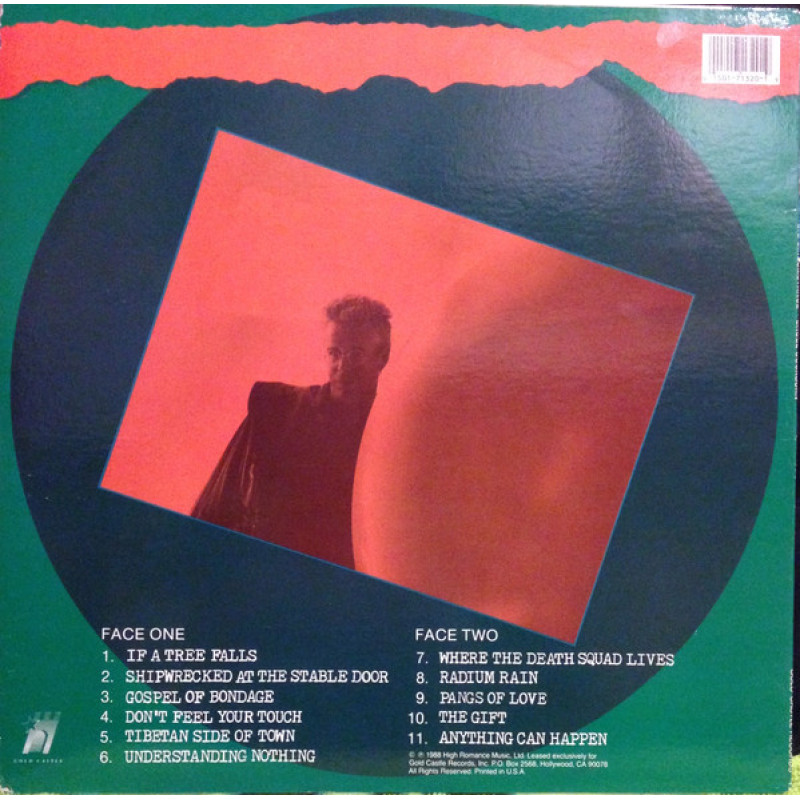 FACE ONE
1. IF A TREE FALLS
2. SHIPWRECKED AT THE STABLE DOOR
3. GOSPEL OF BONDAGE
4. DON'T FEEL YOUR TOUCH
5. TIBETAN SIDE OF TOWN
6. UNDERSTANDING NOTHING
FACE TWO
7. WHERE THE DEATH SQUAD LIVES
8. RADIUM RAIN
9. PANGS OF LOVE
10. THE GIFT
11. ANYTHING CAN HAPPEN
© ℗ 1988 High Romance Music, Ltd. Leased exclusively for
Gold Castle Records, Inc. P.O. Box 2568, Hollywood, CA 90078
All Rights Reserved. Printed in U.S.A
GOLD CASTLE